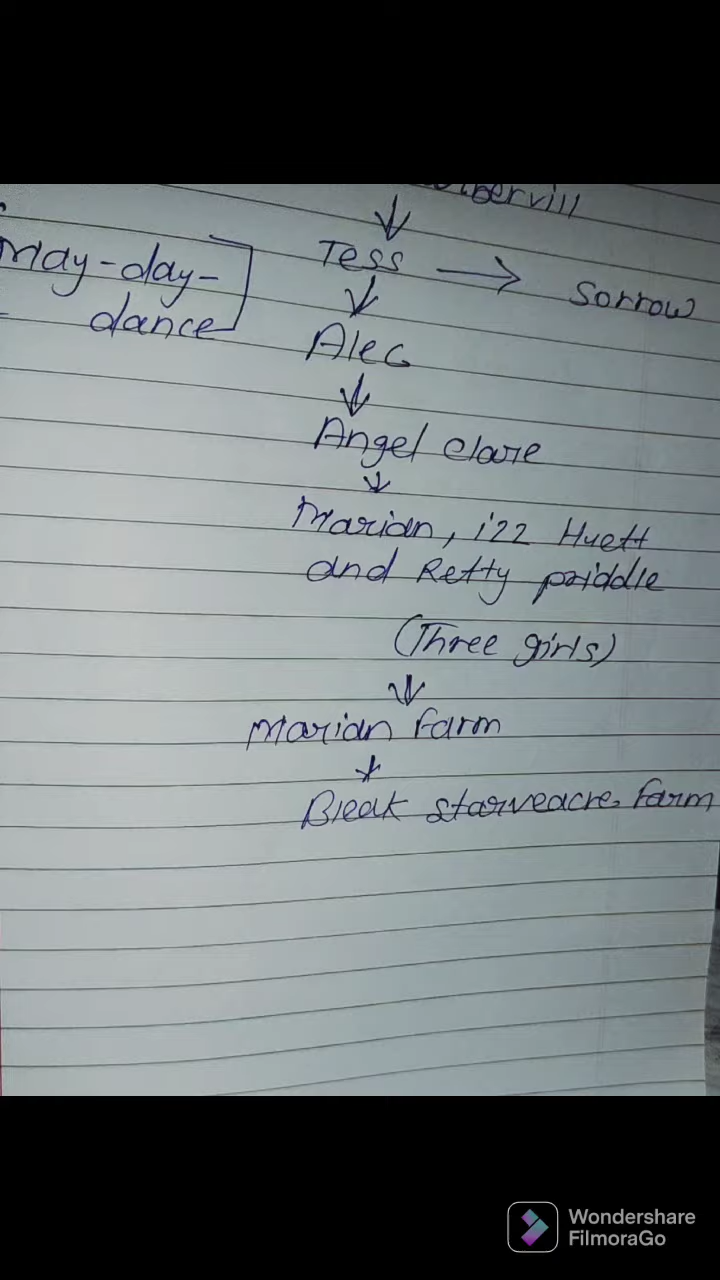 Tess → Sorrow
May-day-
dance
↓
Alec
↓
Angel clare
↓
Marian, izz Huett
and Retty priddle
(Three girls)
↓
Marian Farm
↓
Bleak starveacre Farm
Wondershare
FilmoraGo